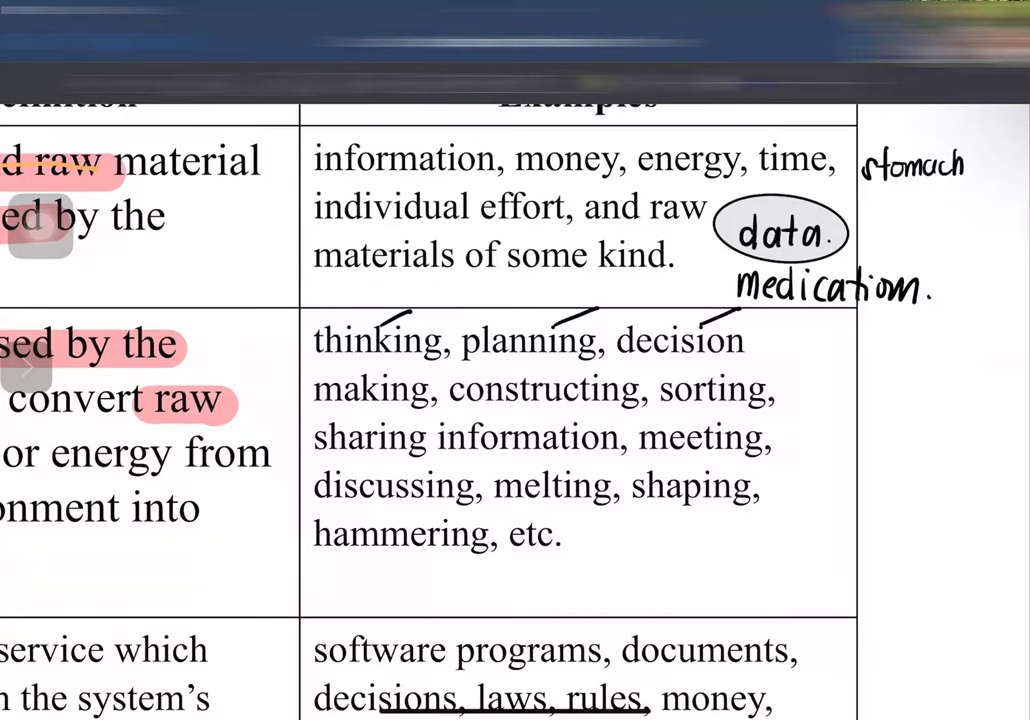 Examples
d raw material
ed by the
information, money, energy, time,
individual effort, and raw
materials of some kind.
stomach
data.
medication.
sed by the
convert raw
or energy from
onment into
thinking, planning, decision
making, constructing, sorting,
sharing information, meeting,
discussing, melting, shaping,
hammering, etc.
service which
n the system's
software programs, documents,
decisions, laws, rules, money,